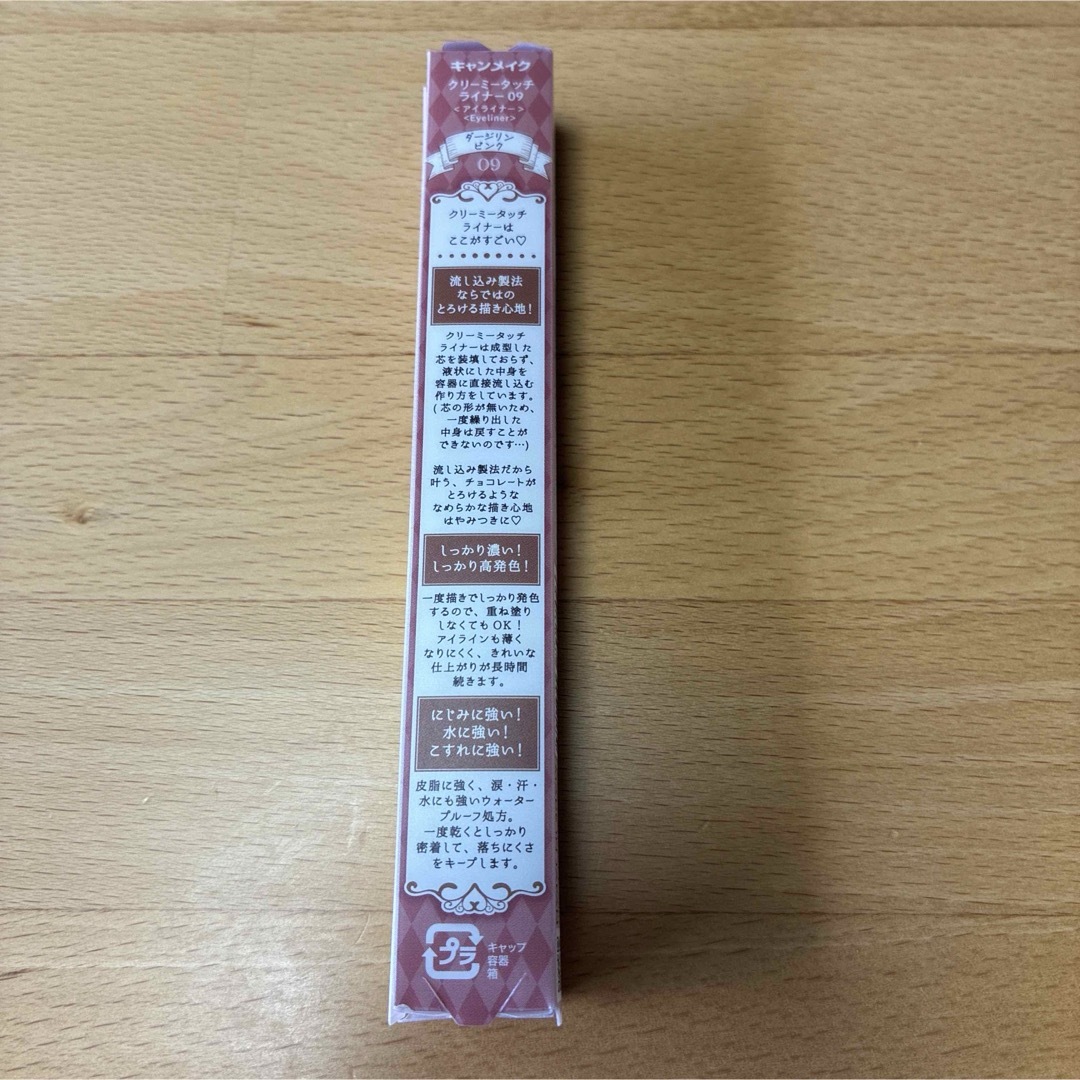 キャンメイク
クリーミータッチ
ライナー 09
<アイライナー>
<Eyeliner>
ダージリン
ピンク
09
クリーミータッチ
ライナーは
ここがすごい♡
流し込み製法
ならではの
とろける描き心地!
クリーミータッチ
ライナーは成型した
芯を装填しておらず、
液状にした中身を
容器に直接流し込む
作り方をしています。
(芯の形が無いため、
一度繰り出した
中身は戻すことが
できないのです…)
流し込み製法だから
叶う、チョコレートが
とろけるような
なめらかな描き心地
はやみつきに♡
しっかり濃い!
しっかり高発色!
一度描きでしっかり発色
するので、重ね塗り
しなくてもOK!
アイラインも薄く
なりにくく、きれいな
仕上がりが長時間
続きます。
にじみに強い!
水に強い!
こすれに強い!
皮脂に強く、涙・汗・
水にも強いウォーター
プルーフ処方。
一度乾くとしっかり
密着して、落ちにくさ
をキープします。
プラ
キャップ
容器
箱